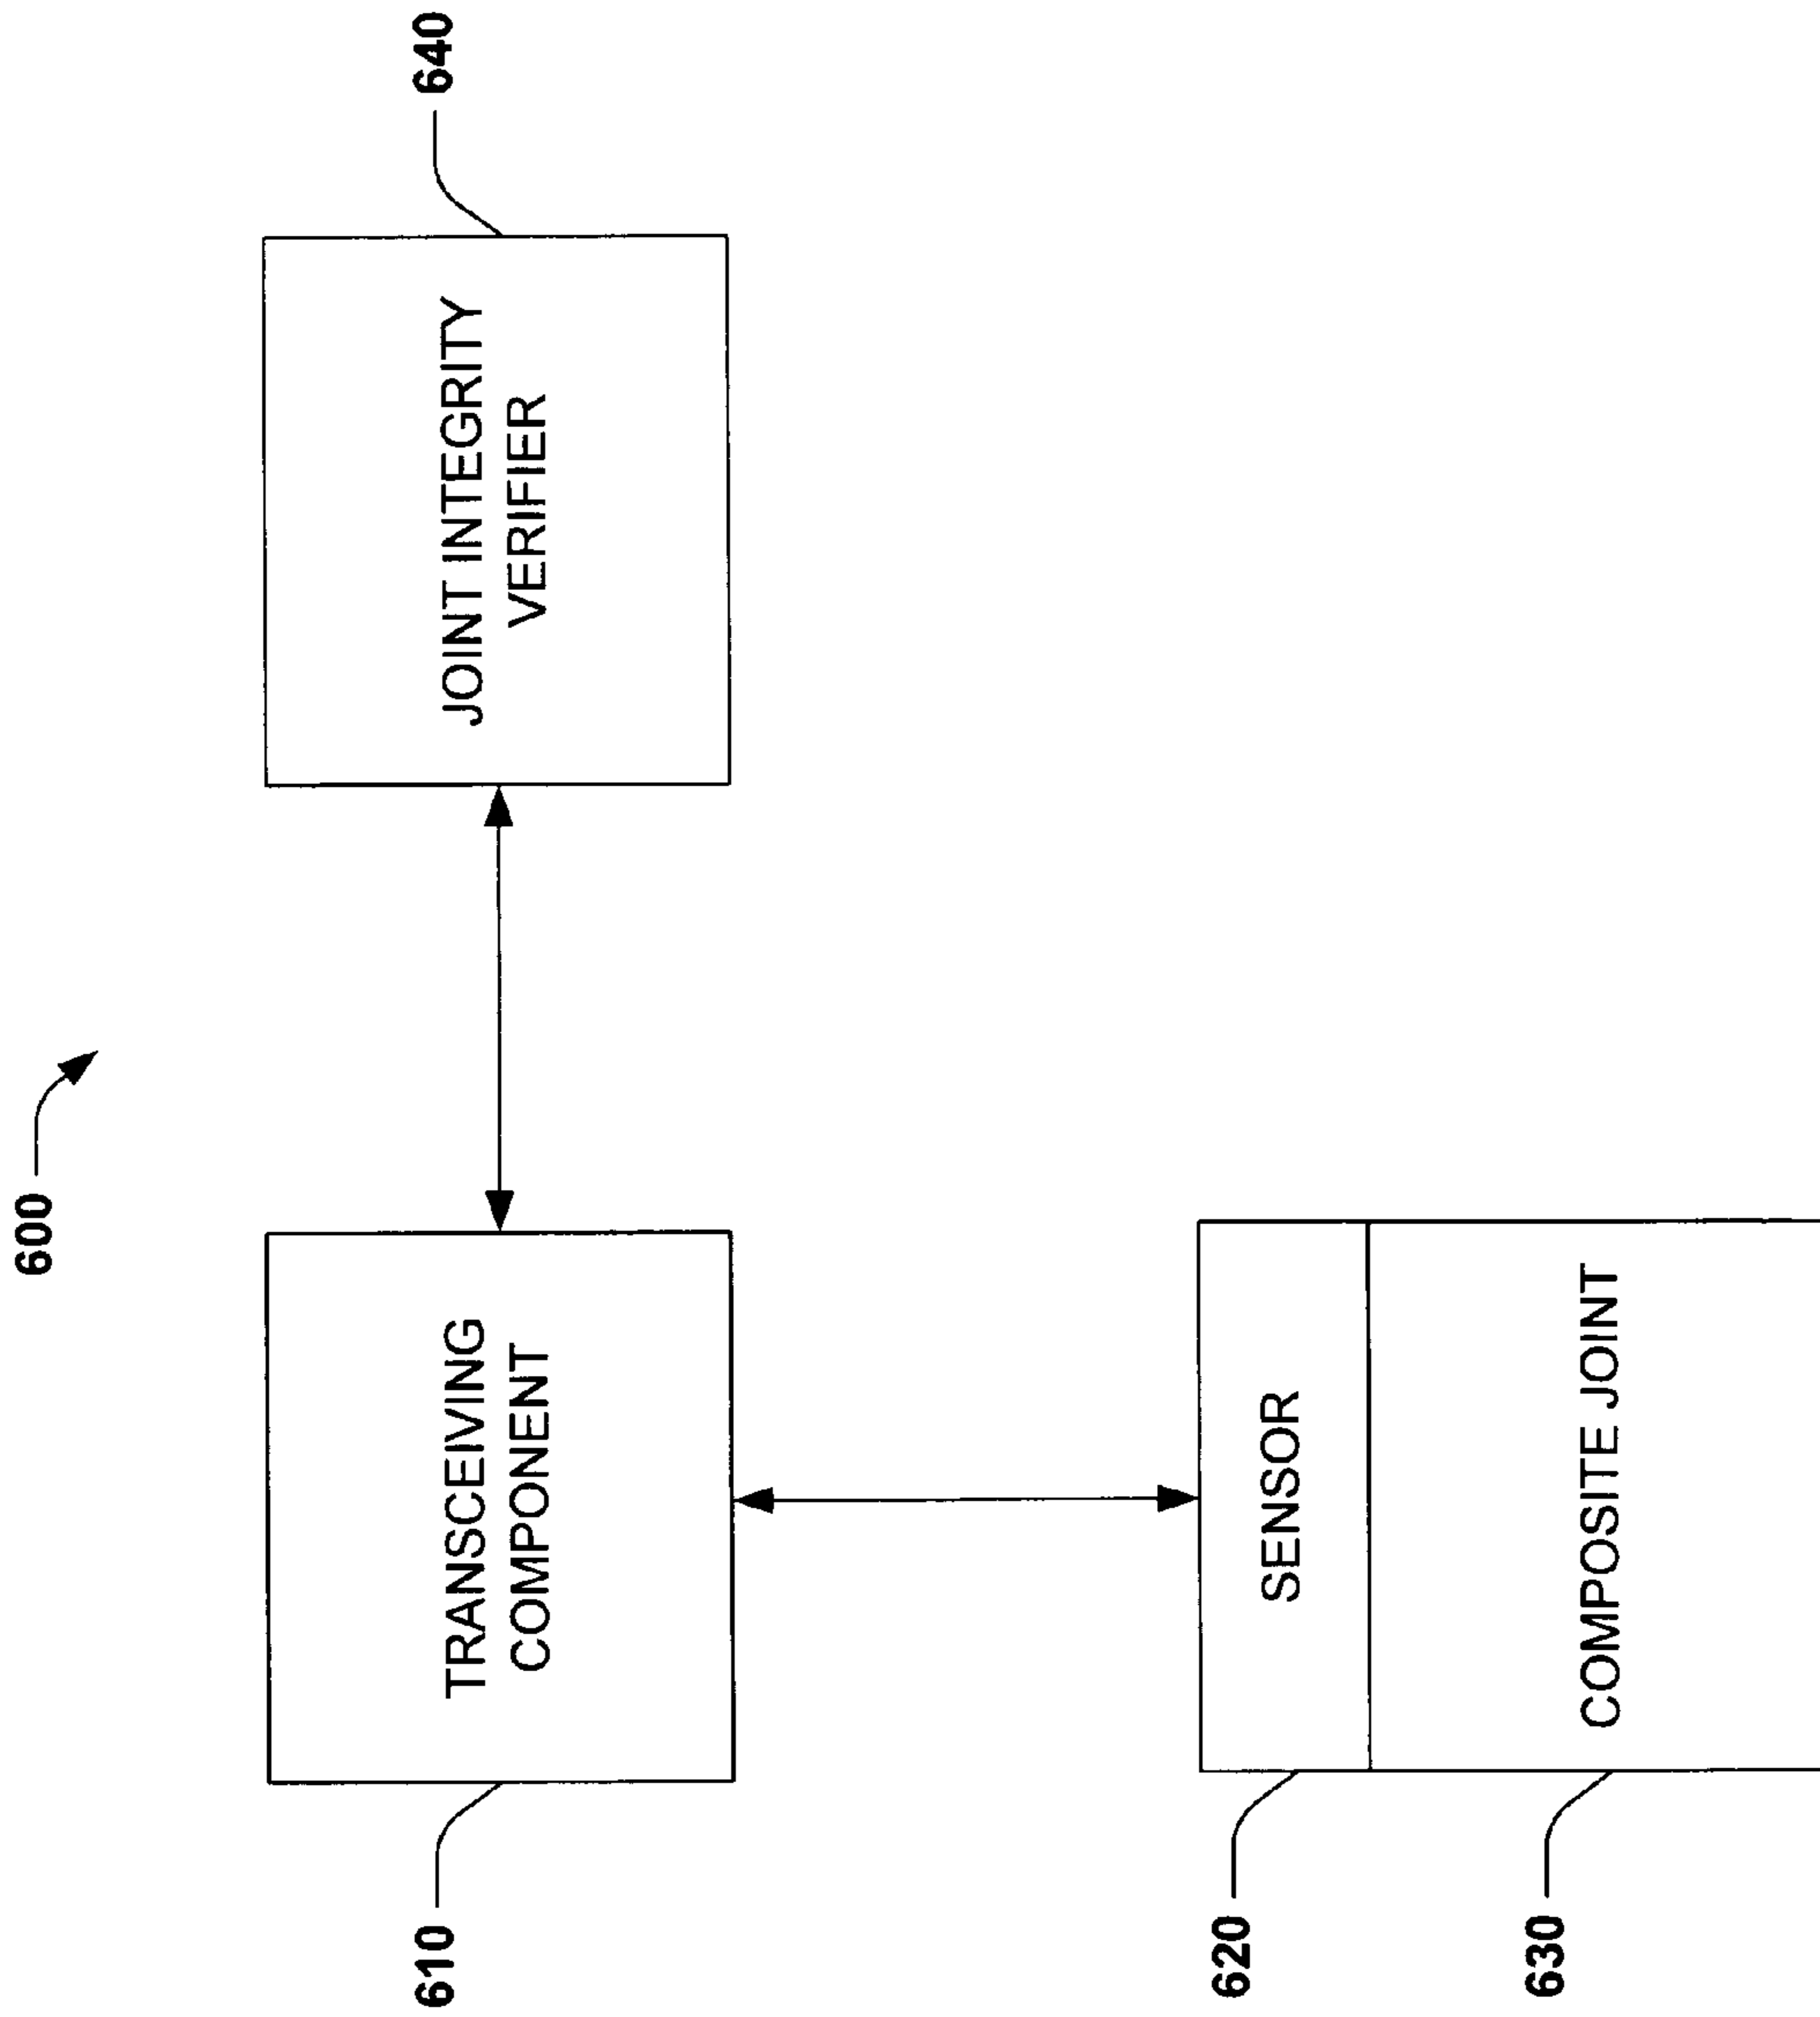 600
610
TRANSCEIVING
COMPONENT
JOINT INTEGRITY
VERIFIER
640
620
SENSOR
630
COMPOSITE JOINT